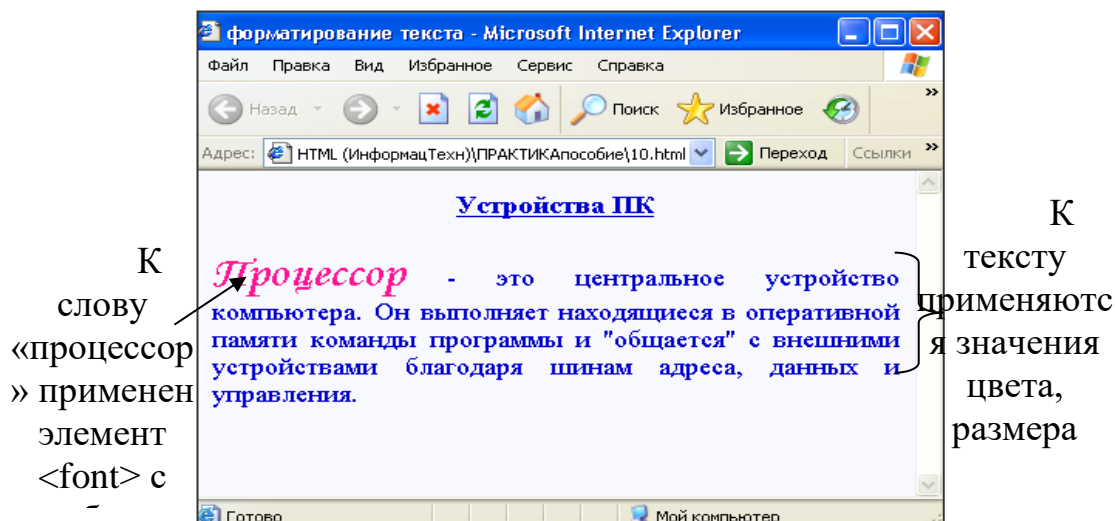 форматирование текста - Microsoft Internet Explorer
Файл Правка Вид Избранное Сервис Справка
Назад Поиск Избранное »
Адрес: HTML (ИнформацТехн)\ПРАКТИКАпособие\10.html Переход Ссылки »
Устройства ПК
Процессор - это центральное устройство
компьютера. Он выполняет находящиеся в оперативной
памяти команды программы и "общается" с внешними
устройствами благодаря шинам адреса, данных и
управления.
Готово Мой компьютер
К
слову
«процессор
» применен
элемент
<font> с
К
тексту
применяютс
я значения
цвета,
размера